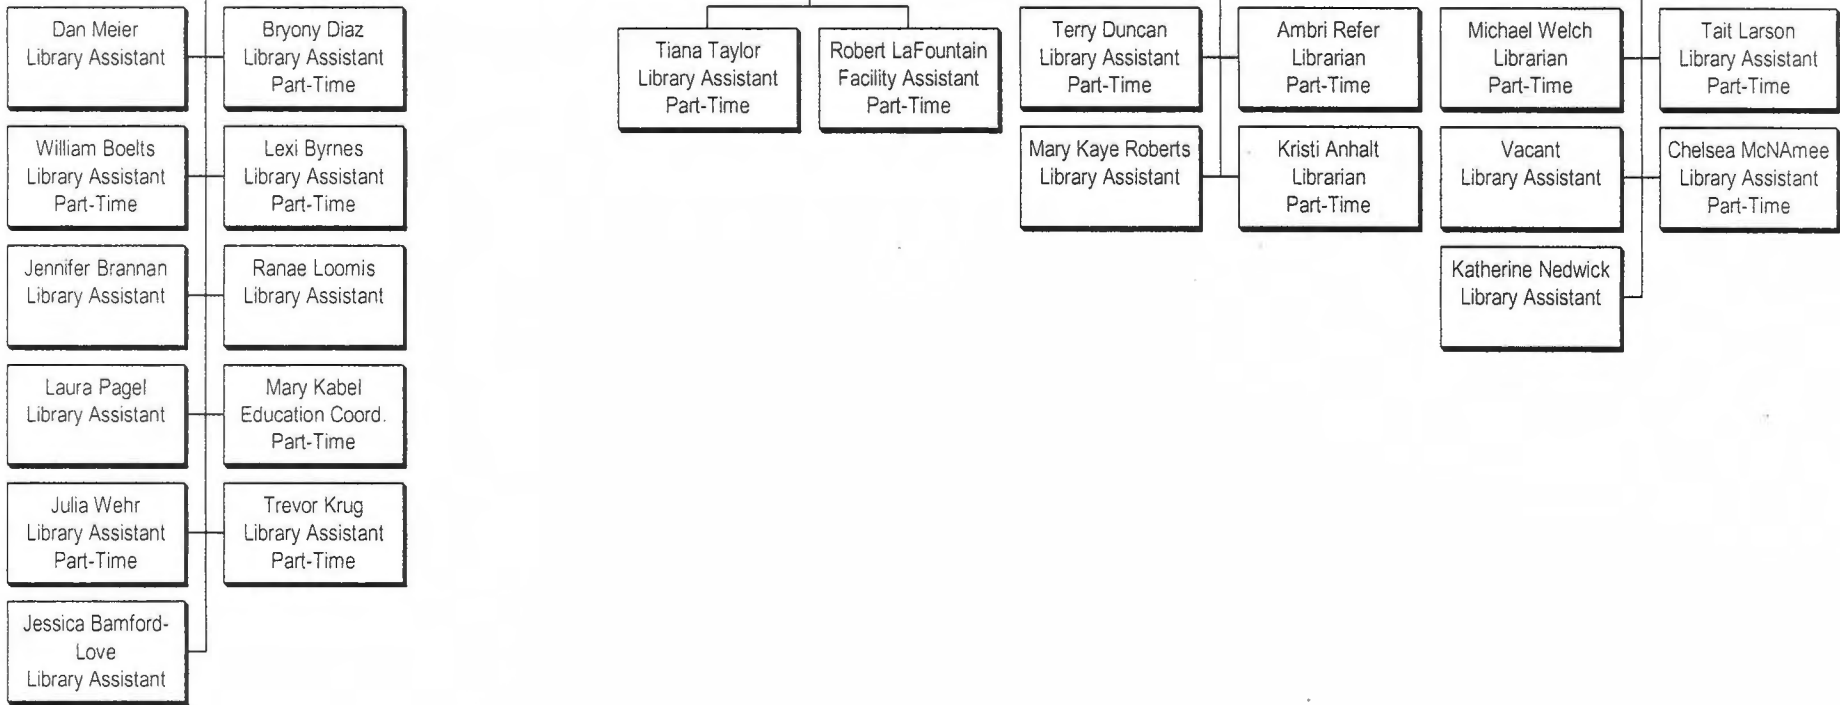 Dan Meier
Library Assistant
Bryony Diaz
Library Assistant
Part-Time
William Boelts
Library Assistant
Part-Time
Lexi Byrnes
Library Assistant
Part-Time
Jennifer Brannan
Library Assistant
Ranae Loomis
Library Assistant
Laura Pagel
Library Assistant
Mary Kabel
Education Coord.
Part-Time
Julia Wehr
Library Assistant
Part-Time
Trevor Krug
Library Assistant
Part-Time
Jessica Bamford-
Love
Library Assistant
Tiana Taylor
Library Assistant
Part-Time
Robert LaFountain
Facility Assistant
Part-Time
Terry Duncan
Library Assistant
Part-Time
Ambri Refer
Librarian
Part-Time
Mary Kaye Roberts
Library Assistant
Kristi Anhalt
Librarian
Part-Time
Michael Welch
Librarian
Part-Time
Tait Larson
Library Assistant
Part-Time
Vacant
Library Assistant
Chelsea McNAmee
Library Assistant
Part-Time
Katherine Nedwick
Library Assistant